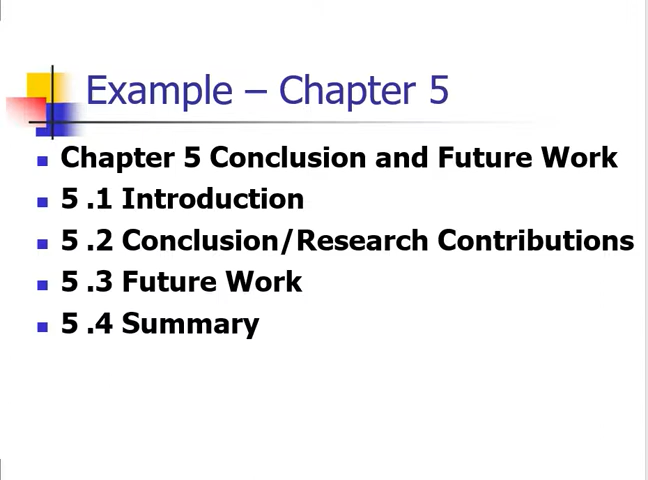 Example – Chapter 5
Chapter 5 Conclusion and Future Work
5 .1 Introduction
5 .2 Conclusion/Research Contributions
5 .3 Future Work
5 .4 Summary